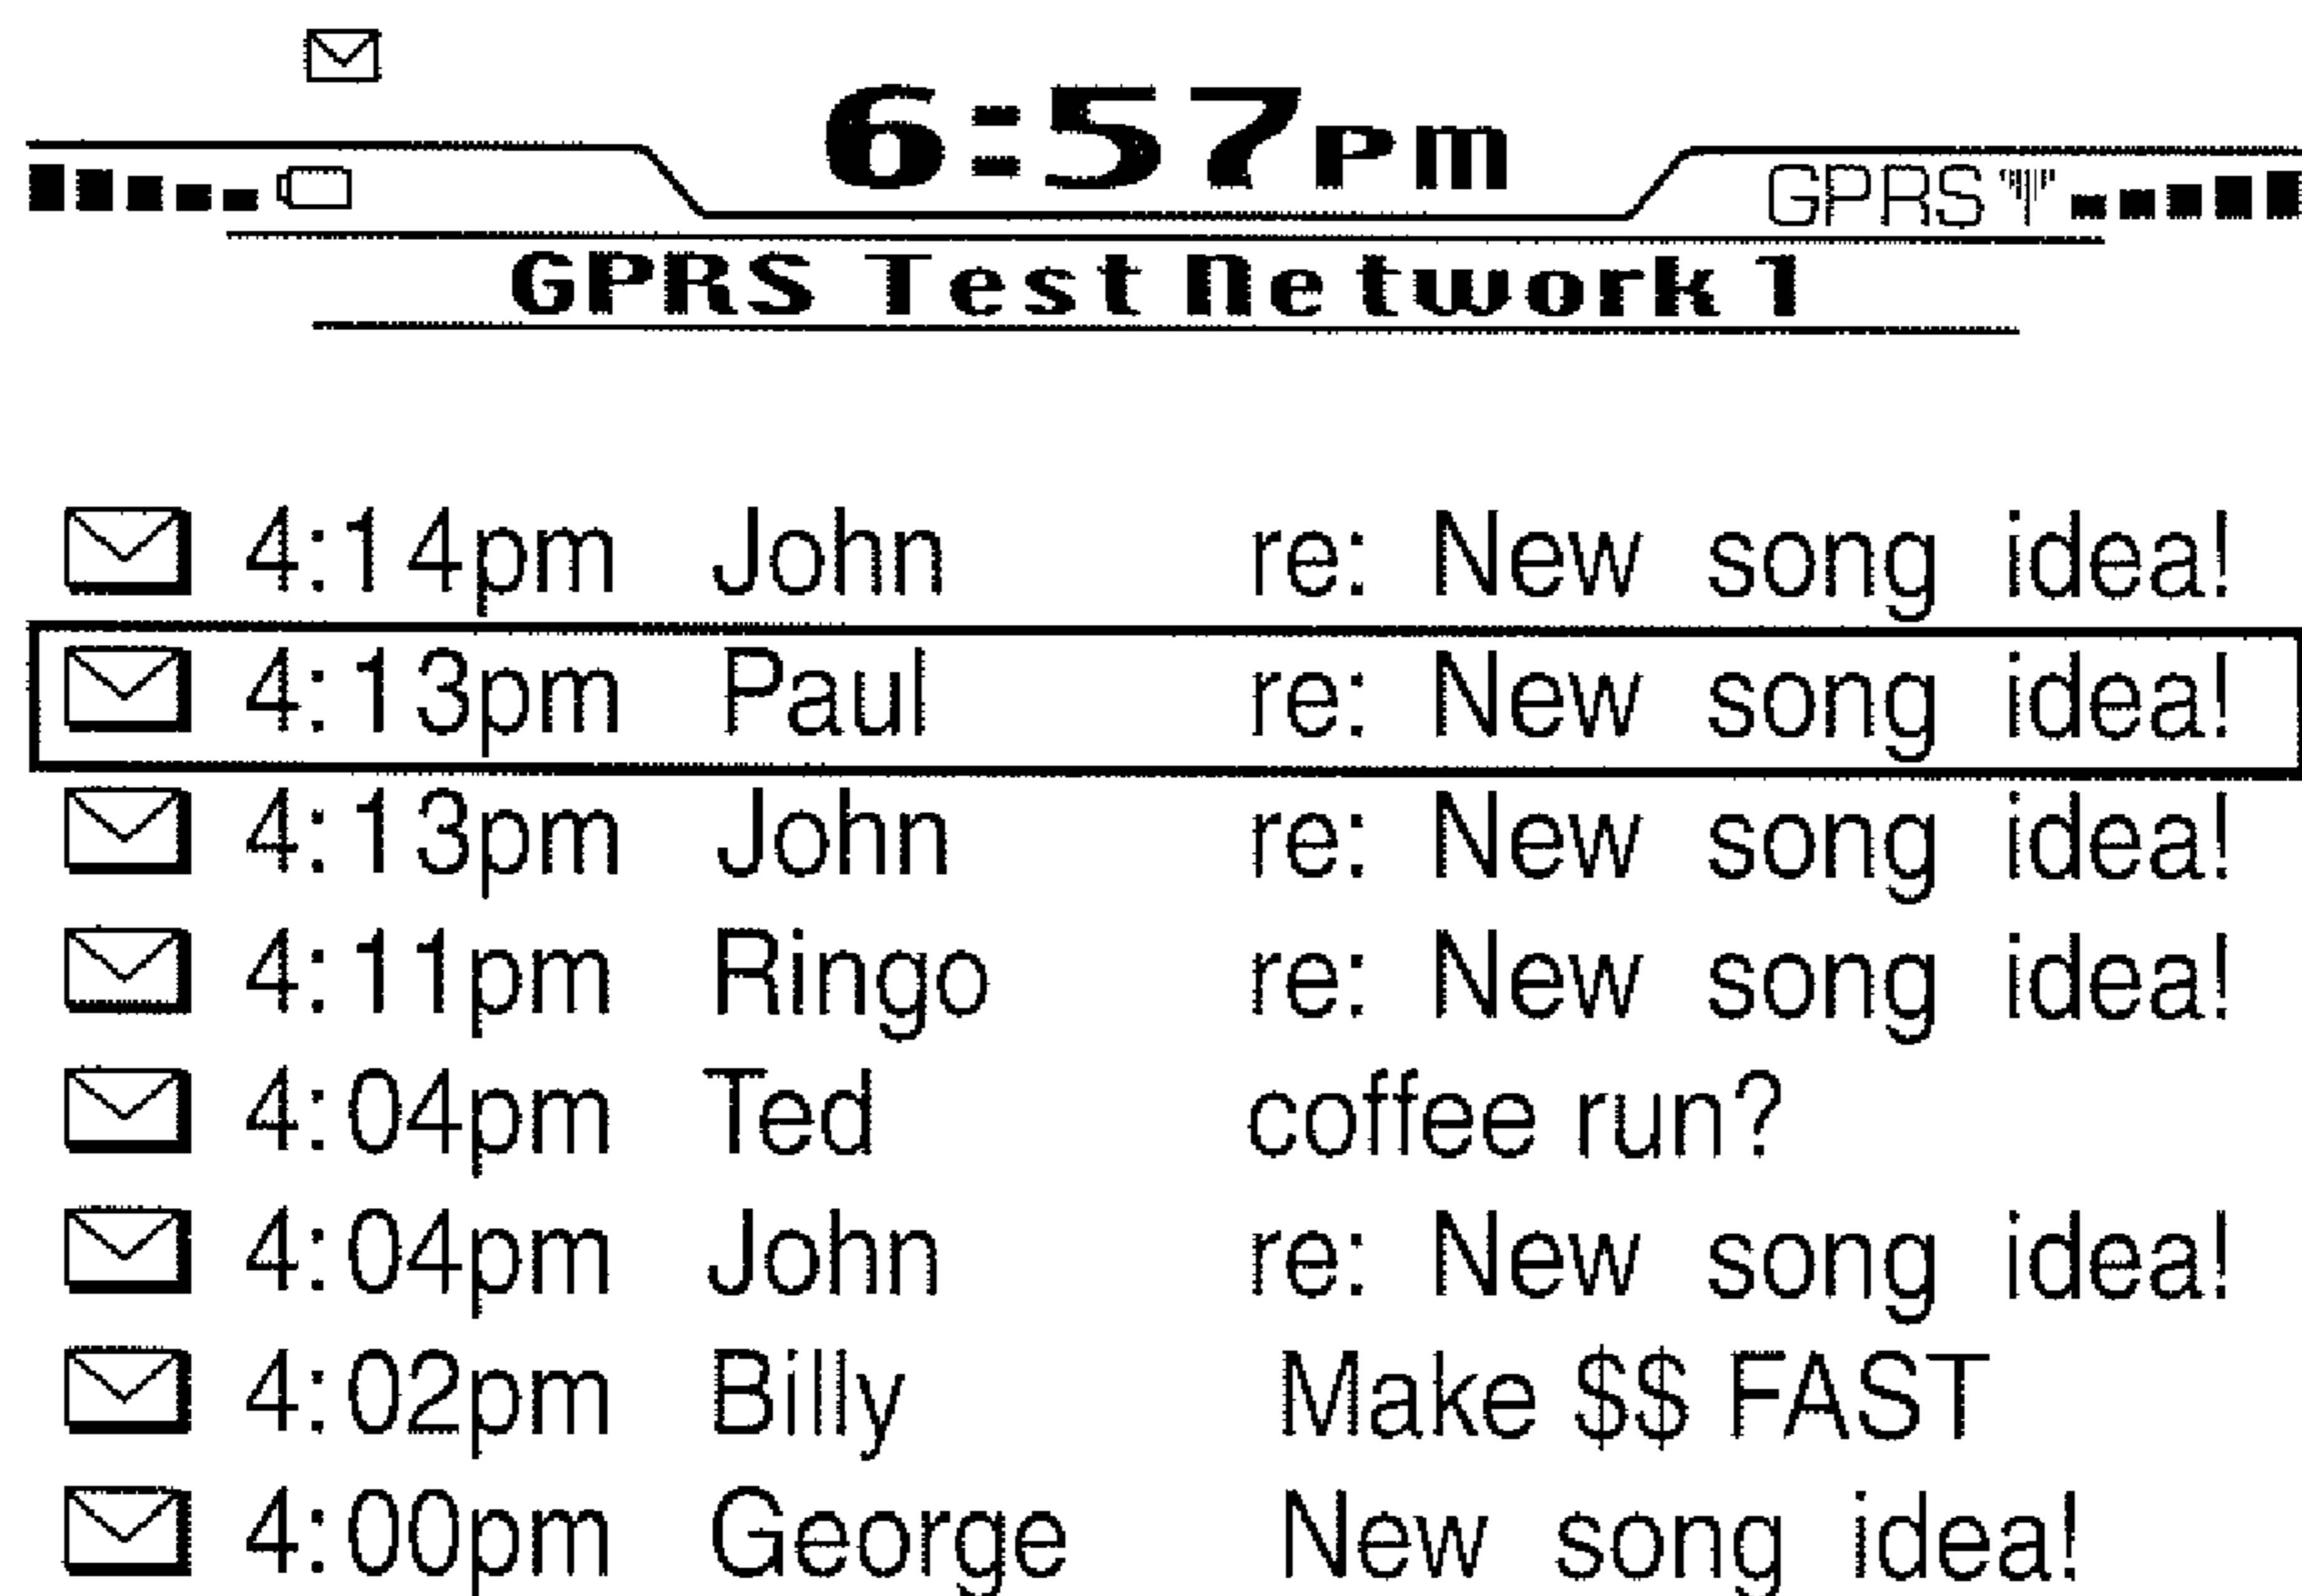 6:57pm
GPRS
GPRS Test Network 1
4:14pm John re: New song idea!
4:13pm Paul re: New song idea!
4:13pm John re: New song idea!
4:11pm Ringo re: New song idea!
4:04pm Ted coffee run?
4:04pm John re: New song idea!
4:02pm Billy Make $$ FAST
4:00pm George New song idea!